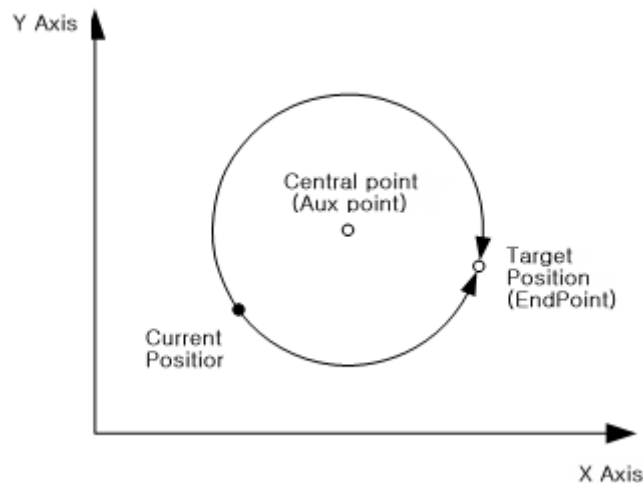 Y Axis
Central point
(Aux point)
Target
Position
(EndPoint)
Current
Positior
X Axis